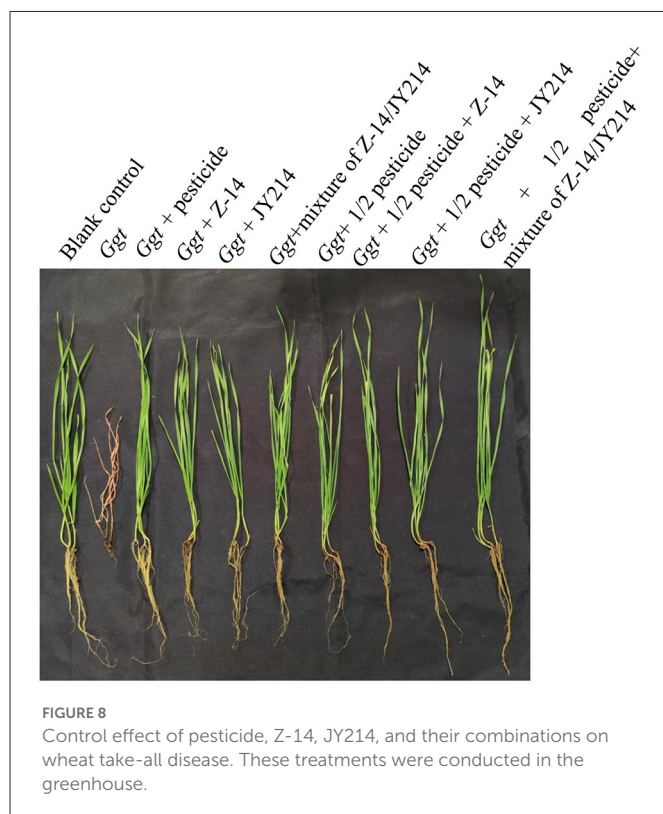 Blank control
Ggt
Ggt + pesticide
Ggt + Z-14
Ggt + JY214
Ggt+mixture of Z-14/JY214
Ggt+ 1/2 pesticide
Ggt + 1/2 pesticide + Z-14
Ggt + 1/2 pesticide + JY214
Ggt + 1/2 pesticide+
mixture of Z-14/JY214
FIGURE 8
Control effect of pesticide, Z-14, JY214, and their combinations on
wheat take-all disease. These treatments were conducted in the
greenhouse.